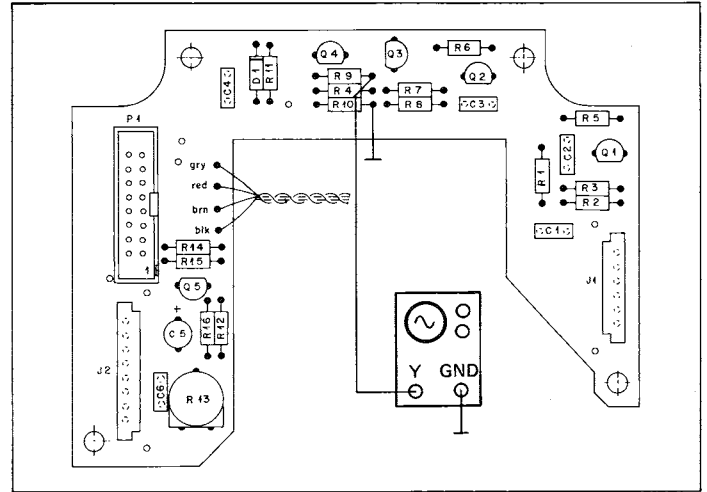 Q4
Q3
R6
C4
D1
R11
R9
R4
R10
R7
R8
Q2
C3
P1
R5
C2
Q1
R1
R3
R2
C1
gry
red
brn
blk
1
R14
R15
Q5
+
C5
R16
R12
J2
C6
R13
J1
Y GND